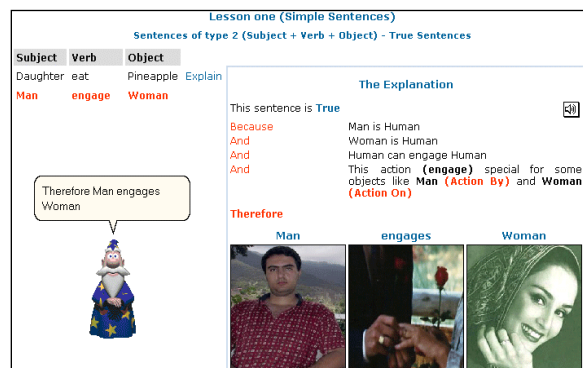 Lesson one (Simple Sentences)
Sentences of type 2 (Subject + Verb + Object) - True Sentences
Subject Verb Object
Daughter eat Pineapple Explain
Man engage Woman
The Explanation
This sentence is True
Because Man is Human
And Woman is Human
And Human can engage Human
And This action (engage) special for some
objects like Man (Action By) and Woman
(Action On)
Therefore
Therefore Man engages
Woman
Man engages Woman